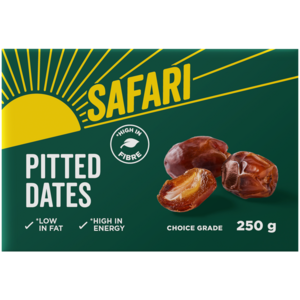 SAFARI
*HIGH IN
FIBRE
PITTED
DATES
*LOW
IN FAT
*HIGH IN
ENERGY
CHOICE GRADE
250 g